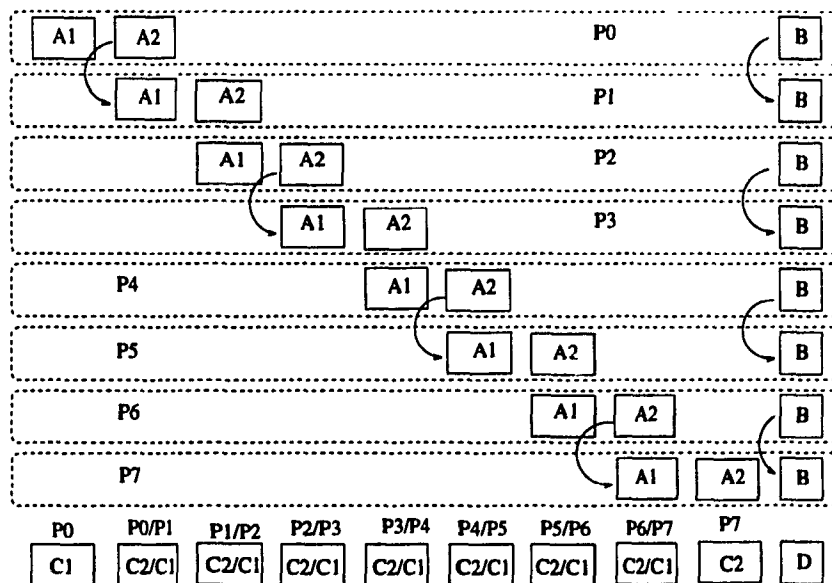 A1 A2 P0 B
A1 A2 P1 B
A1 A2 P2 B
A1 A2 P3 B
P4 A1 A2 B
P5 A1 A2 B
P6 A1 A2 B
P7 A1 A2 B
P0 P0/P1 P1/P2 P2/P3 P3/P4 P4/P5 P5/P6 P6/P7 P7
C1 C2/C1 C2/C1 C2/C1 C2/C1 C2/C1 C2/C1 C2/C1 C2 D